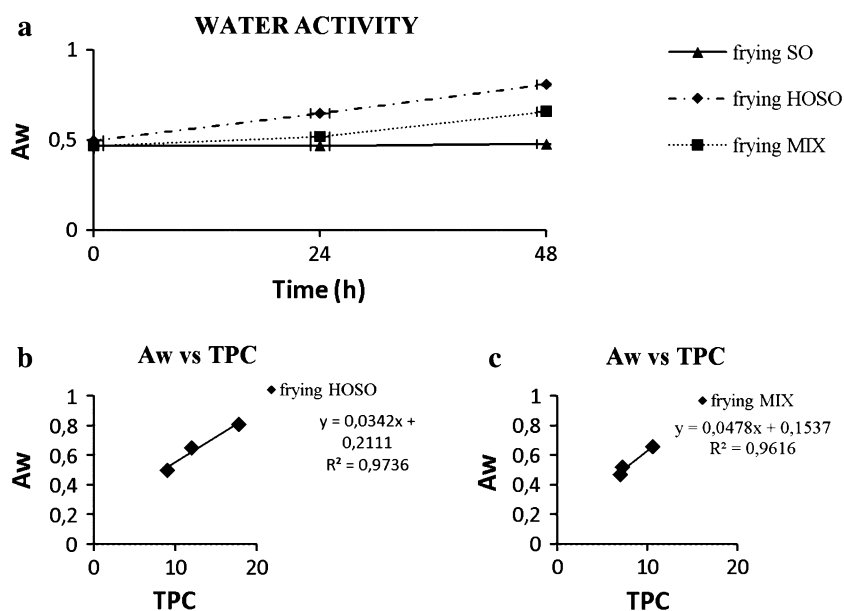 a
WATER ACTIVITY
1
0,5
0
Aw
0
24
48
Time (h)
frying SO
frying HOSO
frying MIX
b
Aw vs TPC
frying HOSO
y = 0,0342x +
0,2111
R² = 0,9736
1
0,8
0,6
0,4
0,2
0
Aw
0
10
20
TPC
c
Aw vs TPC
frying MIX
y = 0,0478x + 0,1537
R² = 0,9616
1
0,8
0,6
0,4
0,2
0
Aw
0
10
20
TPC